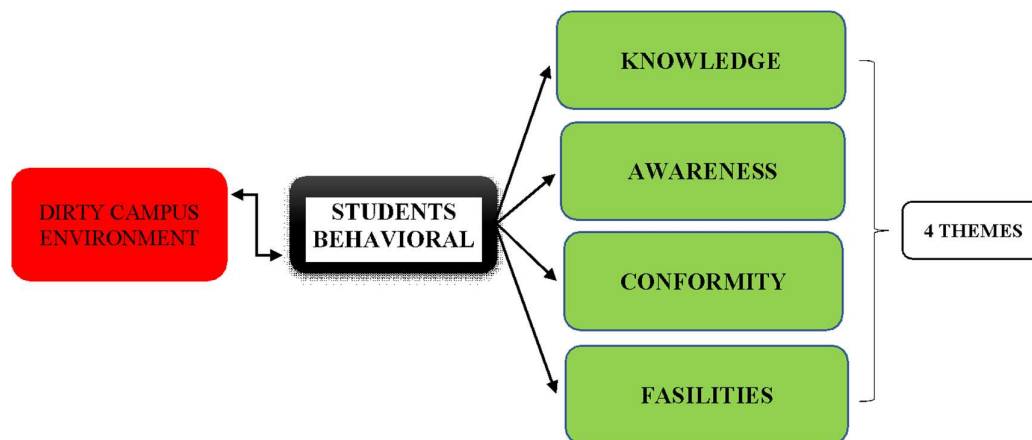 DIRTY CAMPUS
ENVIRONMENT
STUDENTS
BEHAVIORAL
KNOWLEDGE
AWARENESS
CONFORMITY
FASILITIES
4 THEMES